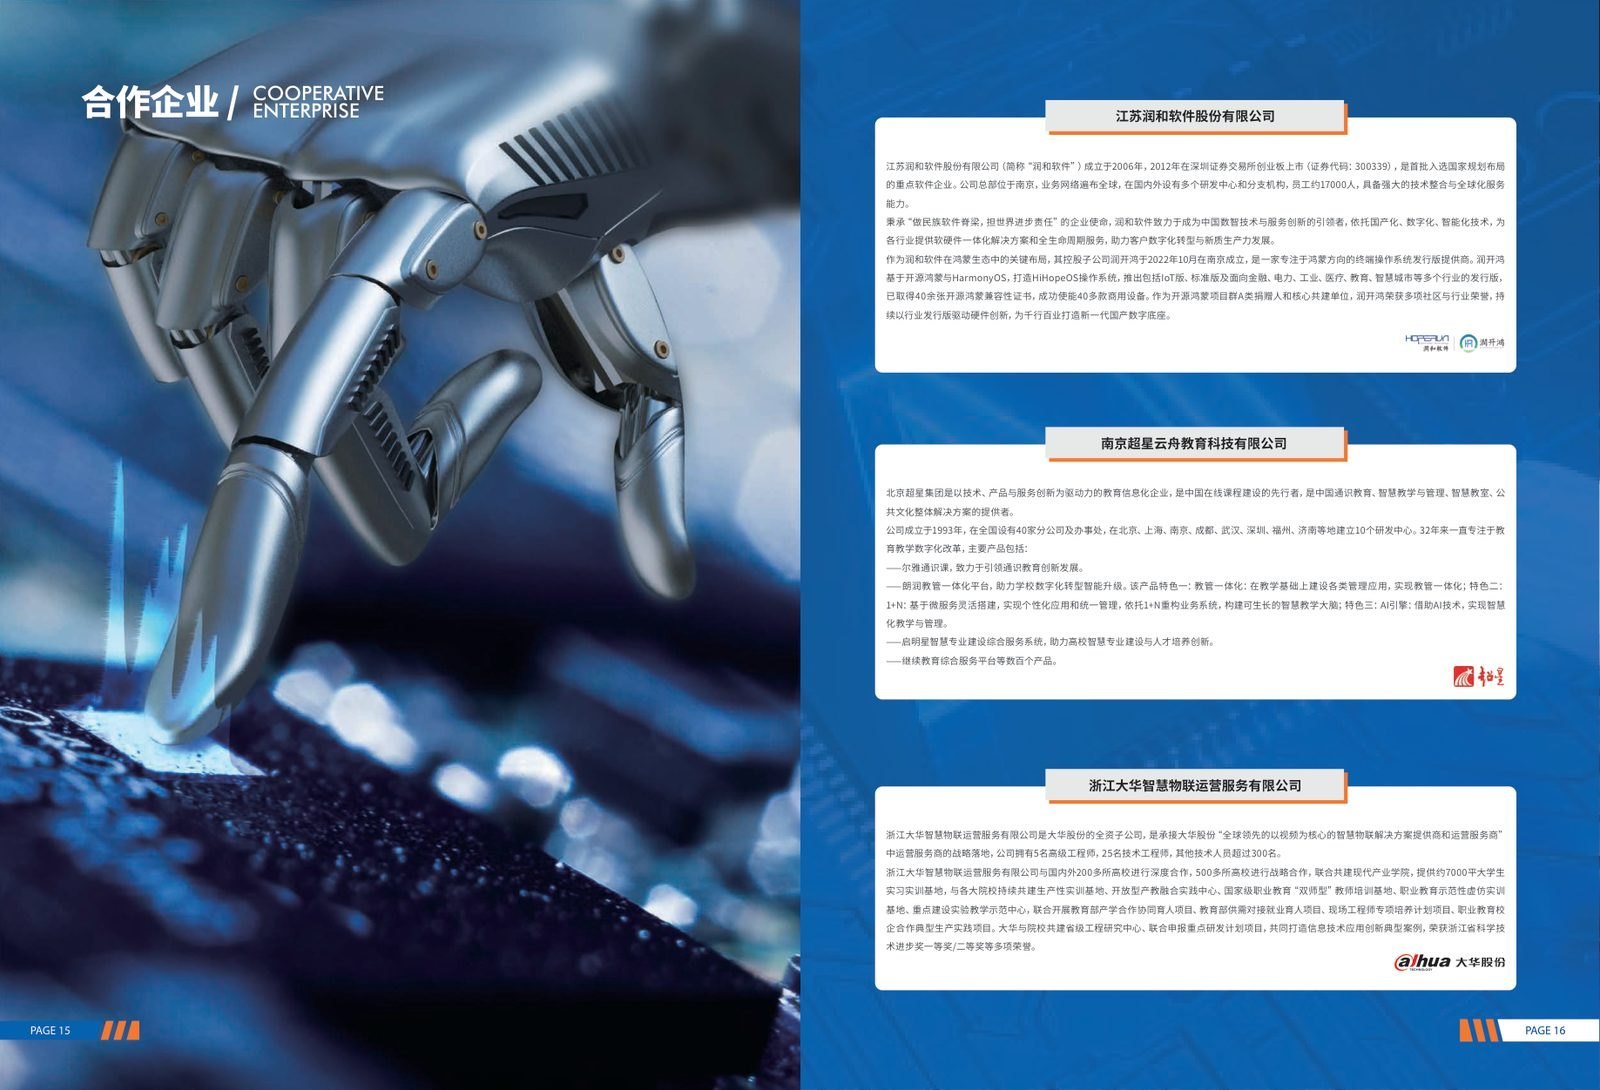 合作企业 / COOPERATIVE
ENTERPRISE
PAGE 15
江苏润和软件股份有限公司
江苏润和软件股份有限公司（简称“润和软件”）成立于2006年，2012年在深圳证券交易所创业板上市（证券代码：300339），是首批入选国家规划布局
的重点软件企业。公司总部位于南京，业务网络遍布全球，在国内外设有多个研发中心和分支机构，员工约17000人，具备强大的技术整合与全球化服务
能力。
秉承“做民族软件脊梁，担世界进步责任”的企业使命，润和软件致力于成为中国数智技术与服务创新的引领者，依托国产化、数字化、智能化技术，为
各行业提供软硬件一体化解决方案和全生命周期服务，助力客户数字化转型与新质生产力发展。
作为润和软件在鸿蒙生态中的关键布局，其控股子公司润开鸿于2022年10月在南京成立，是一家专注于鸿蒙方向的终端操作系统发行版提供商。润开鸿
基于开源鸿蒙与HarmonyOS，打造HiHopeOS操作系统，推出包括IoT版、标准版及面向金融、电力、工业、医疗、教育、智慧城市等多个行业的发行版，
已取得40余张开源鸿蒙兼容性证书，成功使能40多款商用设备。作为开源鸿蒙项目群A类捐赠人和核心共建单位，润开鸿荣获多项社区与行业荣誉，持
续以行业发行版驱动硬件创新，为千行百业打造新一代国产数字底座。
HOPERUN
润和软件
润开鸿
南京超星云舟教育科技有限公司
北京超星集团是以技术、产品与服务创新为驱动力的教育信息化企业，是中国在线课程建设的先行者，是中国通识教育、智慧教学与管理、智慧教室、公
共文化整体解决方案的提供者。
公司成立于1993年，在全国设有40家分公司及办事处，在北京、上海、南京、成都、武汉、深圳、福州、济南等地建立10个研发中心。32年来一直专注于教
育教学数字化改革，主要产品包括：
——尔雅通识课，致力于引领通识教育创新发展。
——朗润教管一体化平台，助力学校数字化转型智能升级。该产品特色一：教管一体化：在教学基础上建设各类管理应用，实现教管一体化；特色二：
1+N：基于微服务灵活搭建，实现个性化应用和统一管理，依托1+N重构业务系统，构建可生长的智慧教学大脑；特色三：AI引擎：借助AI技术，实现智慧
化教学与管理。
——启明星智慧专业建设综合服务系统，助力高校智慧专业建设与人才培养创新。
——继续教育综合服务平台等数百个产品。
超星
浙江大华智慧物联运营服务有限公司
浙江大华智慧物联运营服务有限公司是大华股份的全资子公司，是承接大华股份“全球领先的以视频为核心的智慧物联解决方案提供商和运营服务商”
中运营服务商的战略落地，公司拥有5名高级工程师，25名技术工程师，其他技术人员超过300名。
浙江大华智慧物联运营服务有限公司与国内外200多所高校进行深度合作，500多所高校进行战略合作，联合共建现代产业学院，提供约7000平大学生
实习实训基地，与各大院校持续共建生产性实训基地、开放型产教融合实践中心、国家级职业教育“双师型”教师培训基地、职业教育示范性虚仿实训
基地、重点建设实验教学示范中心，联合开展教育部产学合作协同育人项目、教育部供需对接就业育人项目、现场工程师专项培养计划项目、职业教育校
企合作典型生产实践项目。大华与院校共建省级工程研究中心、联合申报重点研发计划项目，共同打造信息技术应用创新典型案例，荣获浙江省科学技
术进步奖一等奖/二等奖等多项荣誉。
alhua 大华股份
TECHNOLOGY
PAGE 16